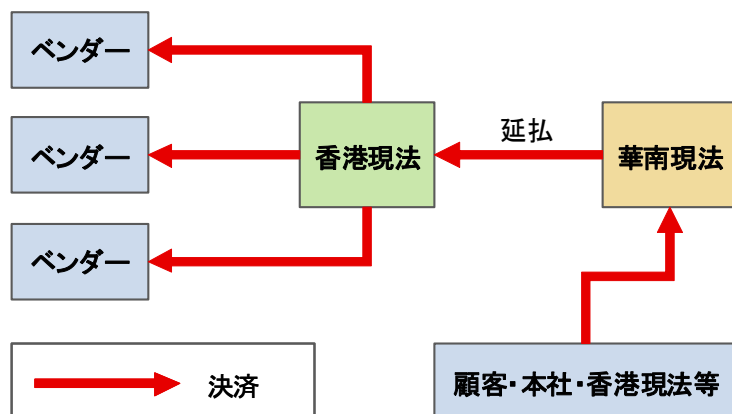 ベンダー
ベンダー
ベンダー
香港現法
延払
華南現法
決済
顧客・本社・香港現法等